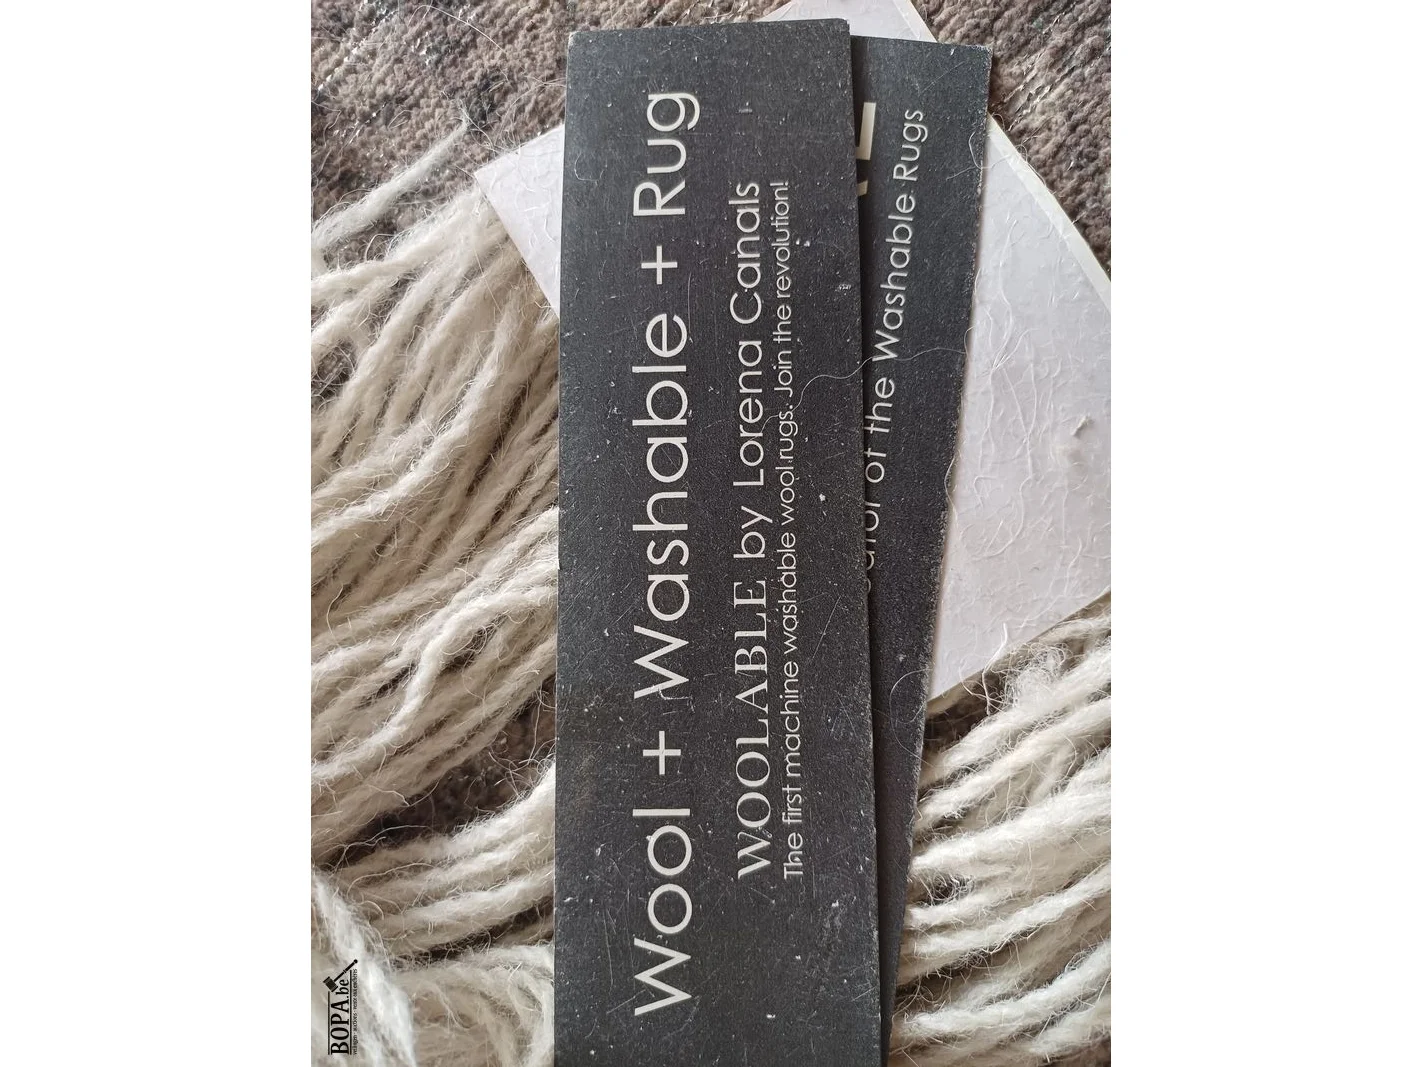 Wool + Washable + Rug
WOOLABLE by Lorena Canals
The first machine washable wool rugs. Join the revolution!
of the Washable Rugs
BOPA.be